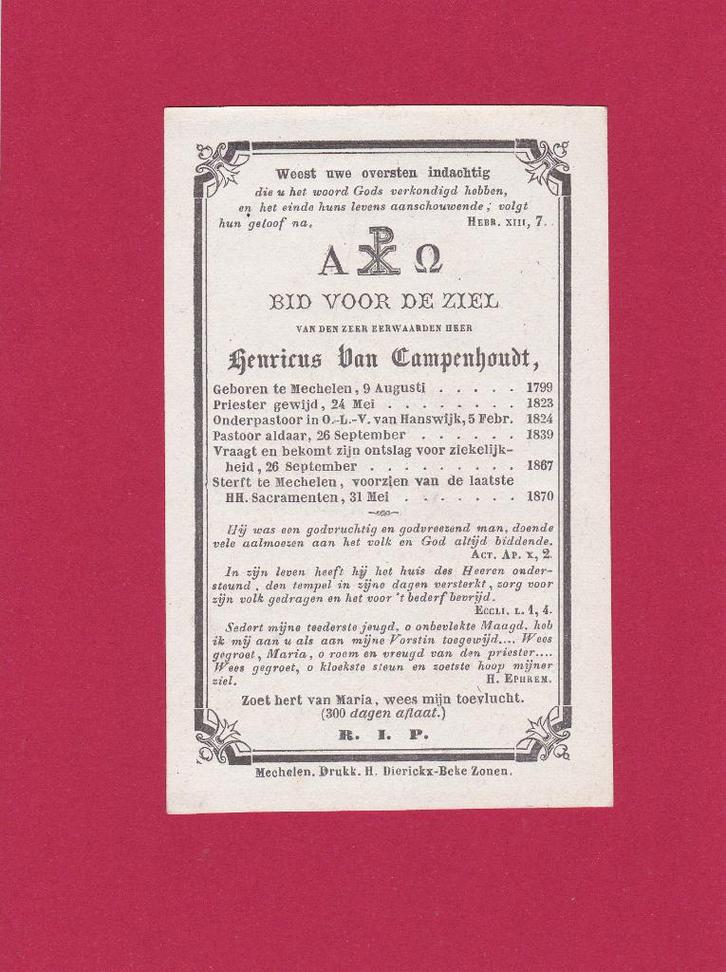 Weest uwe oversten indachtig
die u het woord Gods verkondigd hebben,
en het einde huns levens aanschouwende, volgt
hun geloof na. HEBR. XIII, 7.
Α ☧ Ω
BID VOOR DE ZIEL
VAN DEN ZEER EERWAARDEN HEER
Henricus Van Campenhoudt,
Geboren te Mechelen, 9 Augusti . . . . . 1799
Priester gewijd, 24 Mei . . . . . . . . 1823
Onderpastoor in O.-L.-V. van Hanswijk, 5 Febr. 1824
Pastoor aldaar, 26 September . . . . . . 1839
Vraagt en bekomt zijn ontslag voor ziekelijk-
heid, 26 September . . . . . . . . . 1867
Sterft te Mechelen, voorzien van de laatste
HH. Sacramenten, 31 Mei . . . . . . . 1870
Hij was een godvruchtig en godvreezend man, doende
vele aalmoezen aan het volk en God altijd biddende.
ACT. AP. X, 2.
In zijn leven heeft hij het huis des Heeren onder-
steund, den tempel in zijne dagen versterkt, zorg voor
zijn volk gedragen en het voor 't bederf bevrijd.
ECCLI. L. 1, 4.
Sedert mijne teederste jeugd, o onbevlekte Maagd, heb
ik mij aan u als aan mijne Vorstin toegewijd.... Wees
gegroet, Maria, o roem en vreugd van den priester....
Wees gegroet, o kloekste steun en zoetste hoop mijner
ziel. H. EPHREM.
Zoet hert van Maria, wees mijn toevlucht.
(300 dagen aflaat.)
R. I. P.
Mechelen. Drukk. H. Dierickx-Beke Zonen.